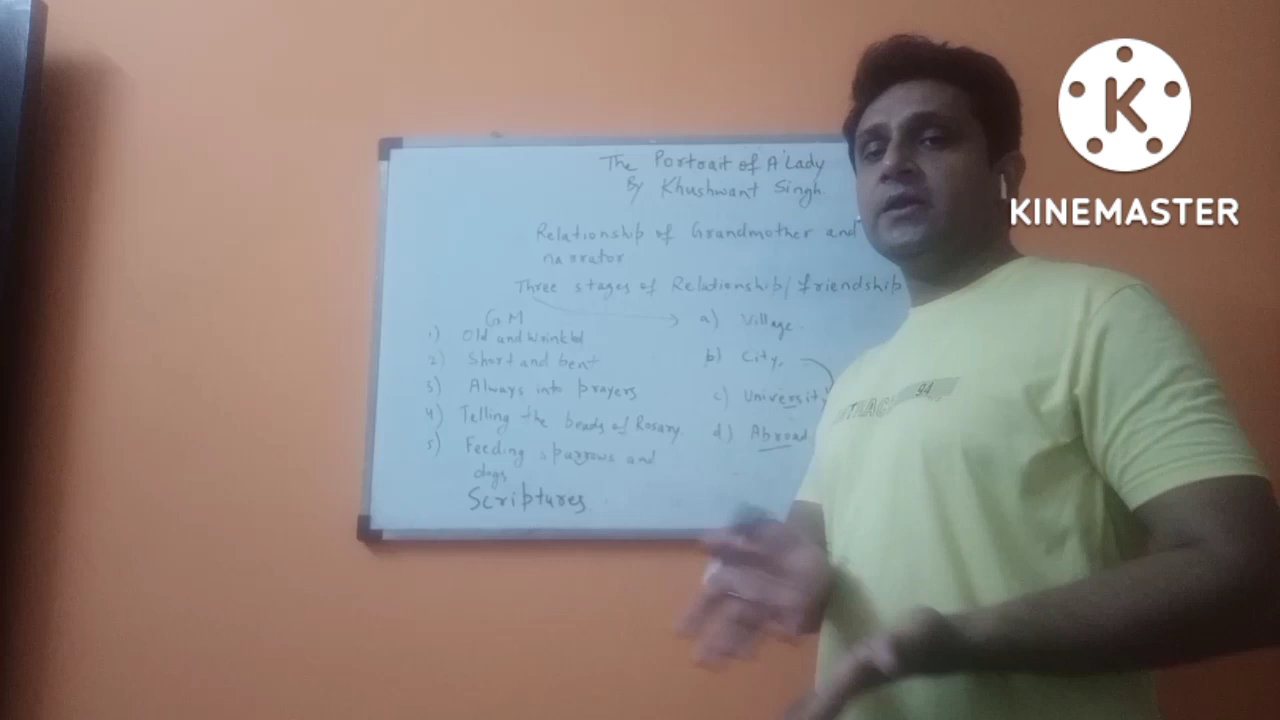 The Portrait of A Lady
By Khushwant Singh
Relationship of Grandmother and
narrator
Three stages of Relationship/friendship
GM
1) Old and Wrinkled
2) Short and bent
3) Always into prayers
4) Telling the beads of Rosary.
5) Feeding sparrows and
dogs
Scriptures
a) Village.
b) City,
c) University
d) Abroad
94
K
KINEMASTER